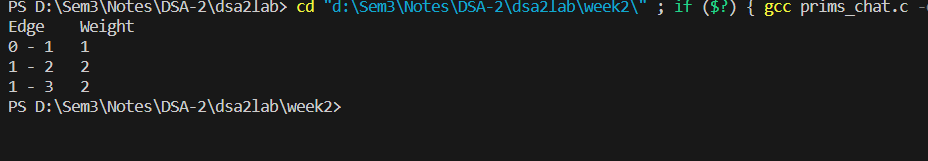 PS D:\Sem3\Notes\DSA-2\dsa2lab> cd "d:\Sem3\Notes\DSA-2\dsa2lab\week2\" ; if ($?) { gcc prims_chat.c -
Edge    Weight
0 - 1   1
1 - 2   2
1 - 3   2
PS D:\Sem3\Notes\DSA-2\dsa2lab\week2>